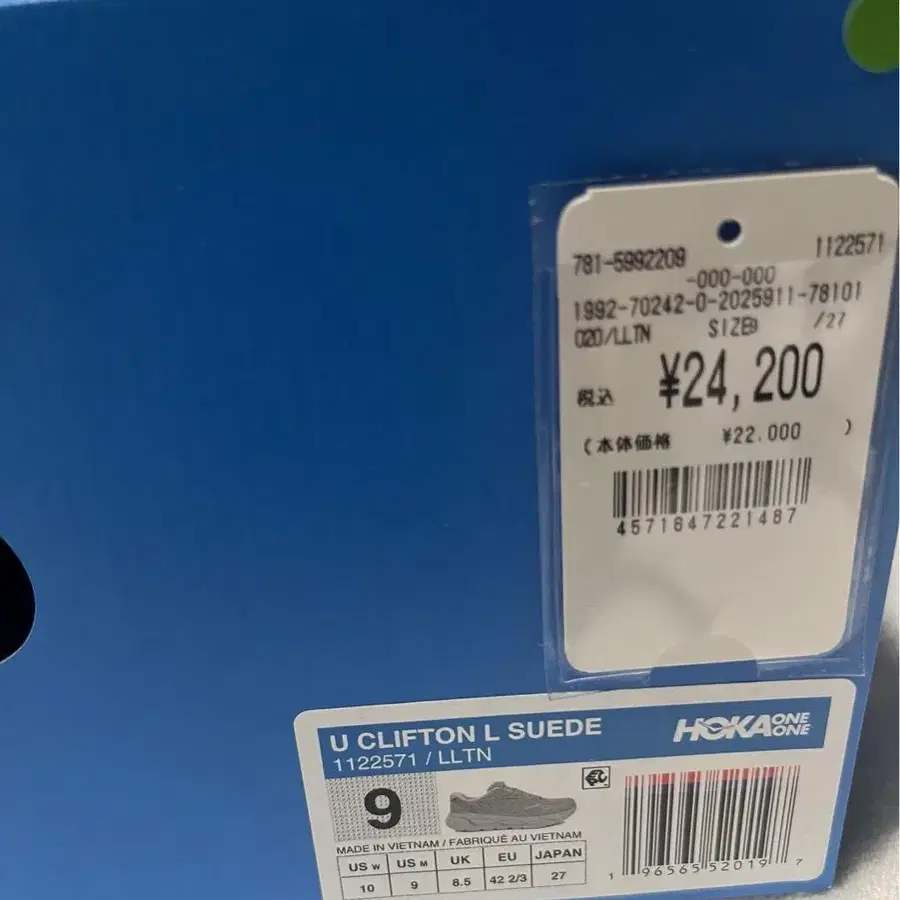 781-5992209 1122571
-000-000
1992-70242-0-2025911-78101
020/LLTN SIZE9 /27
税込 ¥24,200
(本体価格 ¥22.000 )
4571847221487
U CLIFTON L SUEDE HOKA ONE ONE
1122571 / LLTN
9
MADE IN VIETNAM / FABRIQUÉ AU VIETNAM
US W US M UK EU JAPAN
10 9 8.5 42 2/3 27
1 96565 52019 7